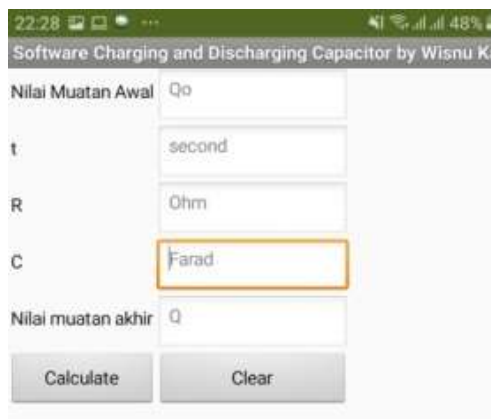 22:28 48%
Software Charging and Discharging Capacitor by Wisnu K
Nilai Muatan Awal Qo
t second
R Ohm
C Farad
Nilai muatan akhir Q
Calculate Clear